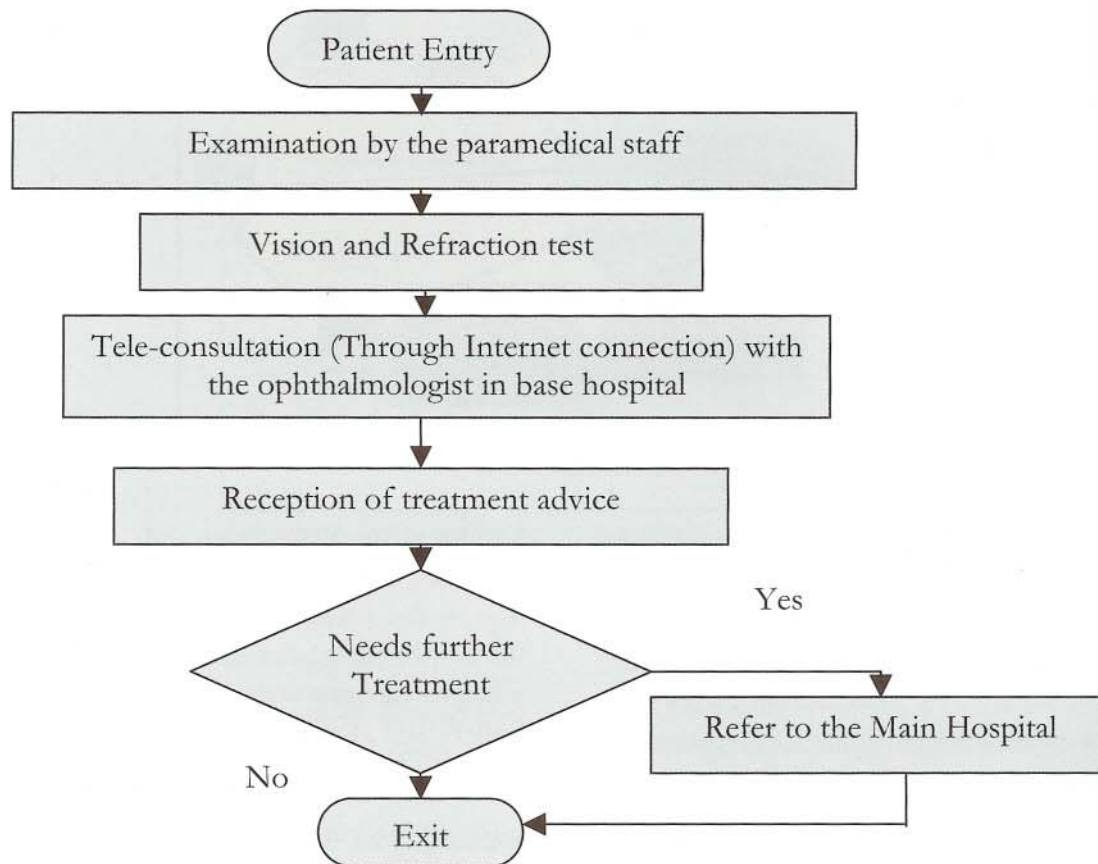 Patient Entry
Examination by the paramedical staff
Vision and Refraction test
Tele-consultation (Through Internet connection) with
the ophthalmologist in base hospital
Reception of treatment advice
Needs further
Treatment
Yes
Refer to the Main Hospital
No
Exit